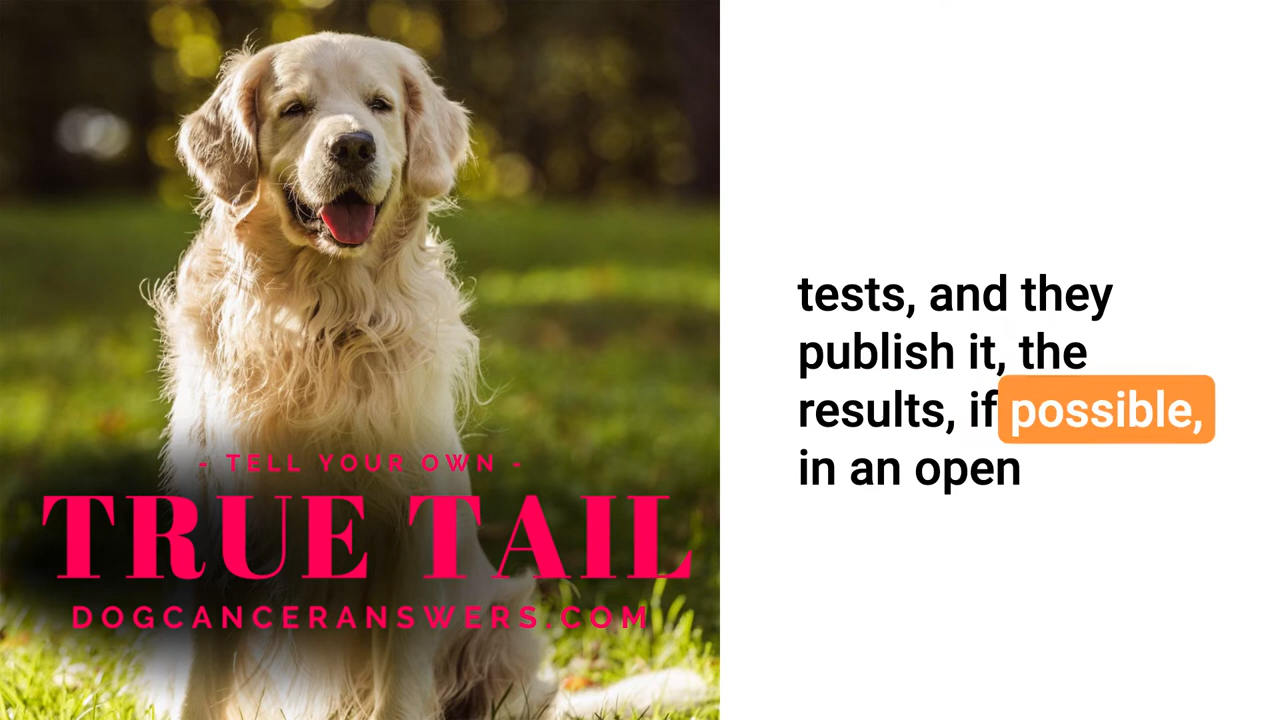 - TELL YOUR OWN -
TRUE TAIL
DOGCANCERANSWERS.COM
tests, and they
publish it, the
results, if possible,
in an open